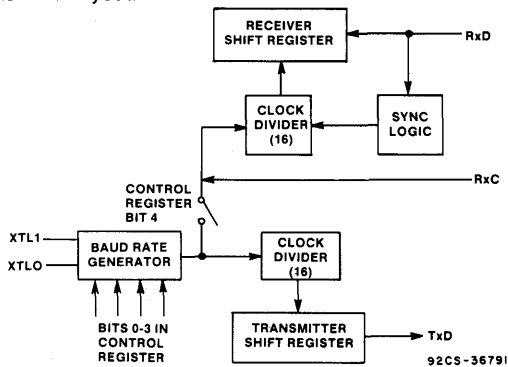 RECEIVER
SHIFT REGISTER
RxD
CLOCK
DIVIDER
(16)
SYNC
LOGIC
RxC
CONTROL
REGISTER
BIT 4
XTL1
XTLO
BAUD RATE
GENERATOR
CLOCK
DIVIDER
(16)
BITS 0-3 IN
CONTROL
REGISTER
TRANSMITTER
SHIFT REGISTER
TxD
92CS-36791